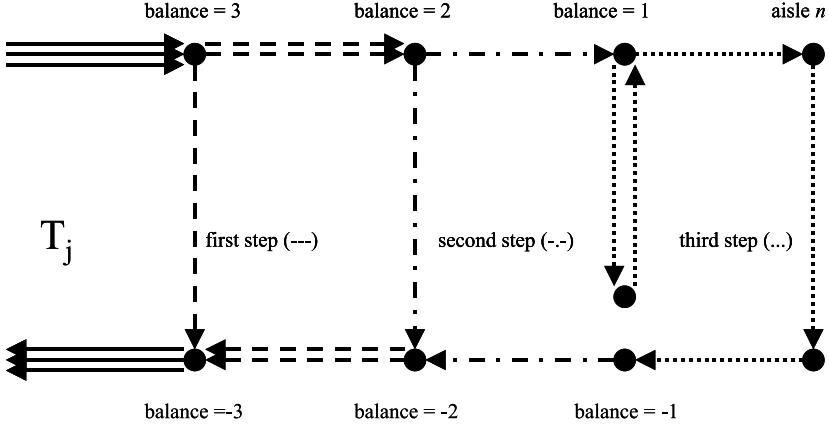 balance = 3
balance = 2
balance = 1
aisle n
Tj
first step (---)
second step (-.-)
third step (...)
balance =-3
balance = -2
balance = -1